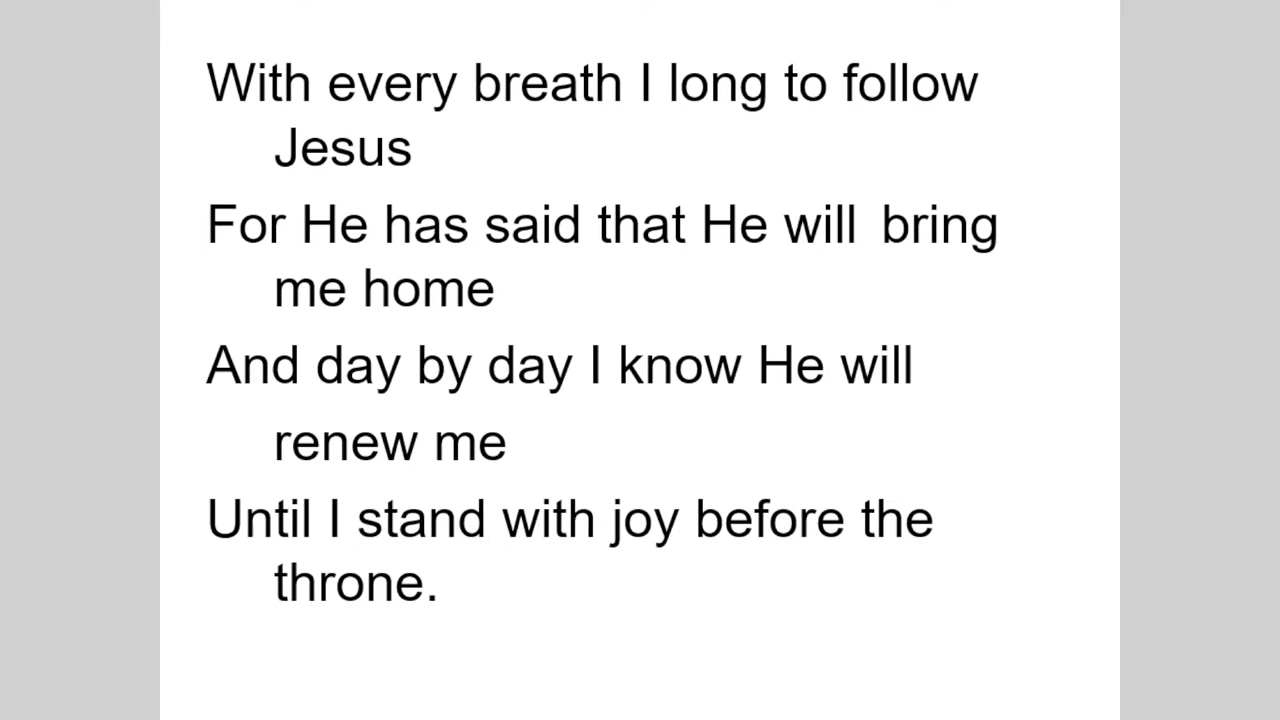 With every breath I long to follow
Jesus
For He has said that He will bring
me home
And day by day I know He will
renew me
Until I stand with joy before the
throne.